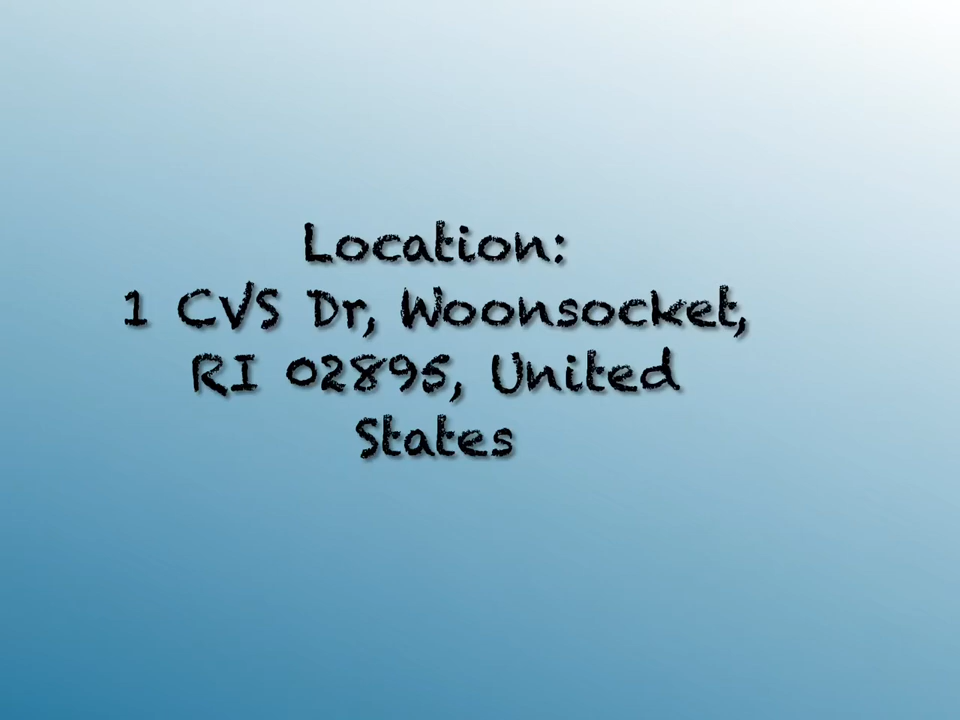 Location:
1 CVS Dr, Woonsocket,
RI 02895, United
States